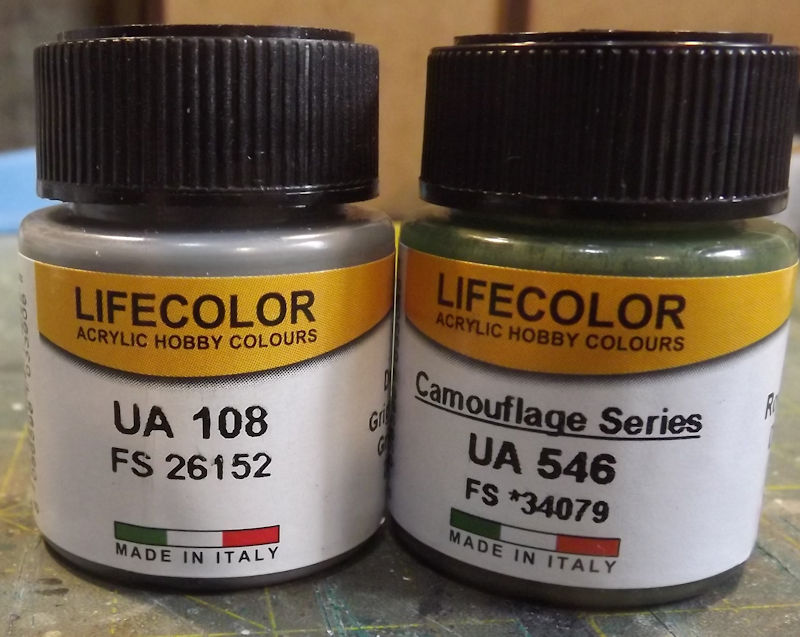 LIFECOLOR
ACRYLIC HOBBY COLOURS
UA 108
FS 26152
MADE IN ITALY
LIFECOLOR
ACRYLIC HOBBY COLOURS
Camouflage Series
UA 546
FS *34079
MADE IN ITALY